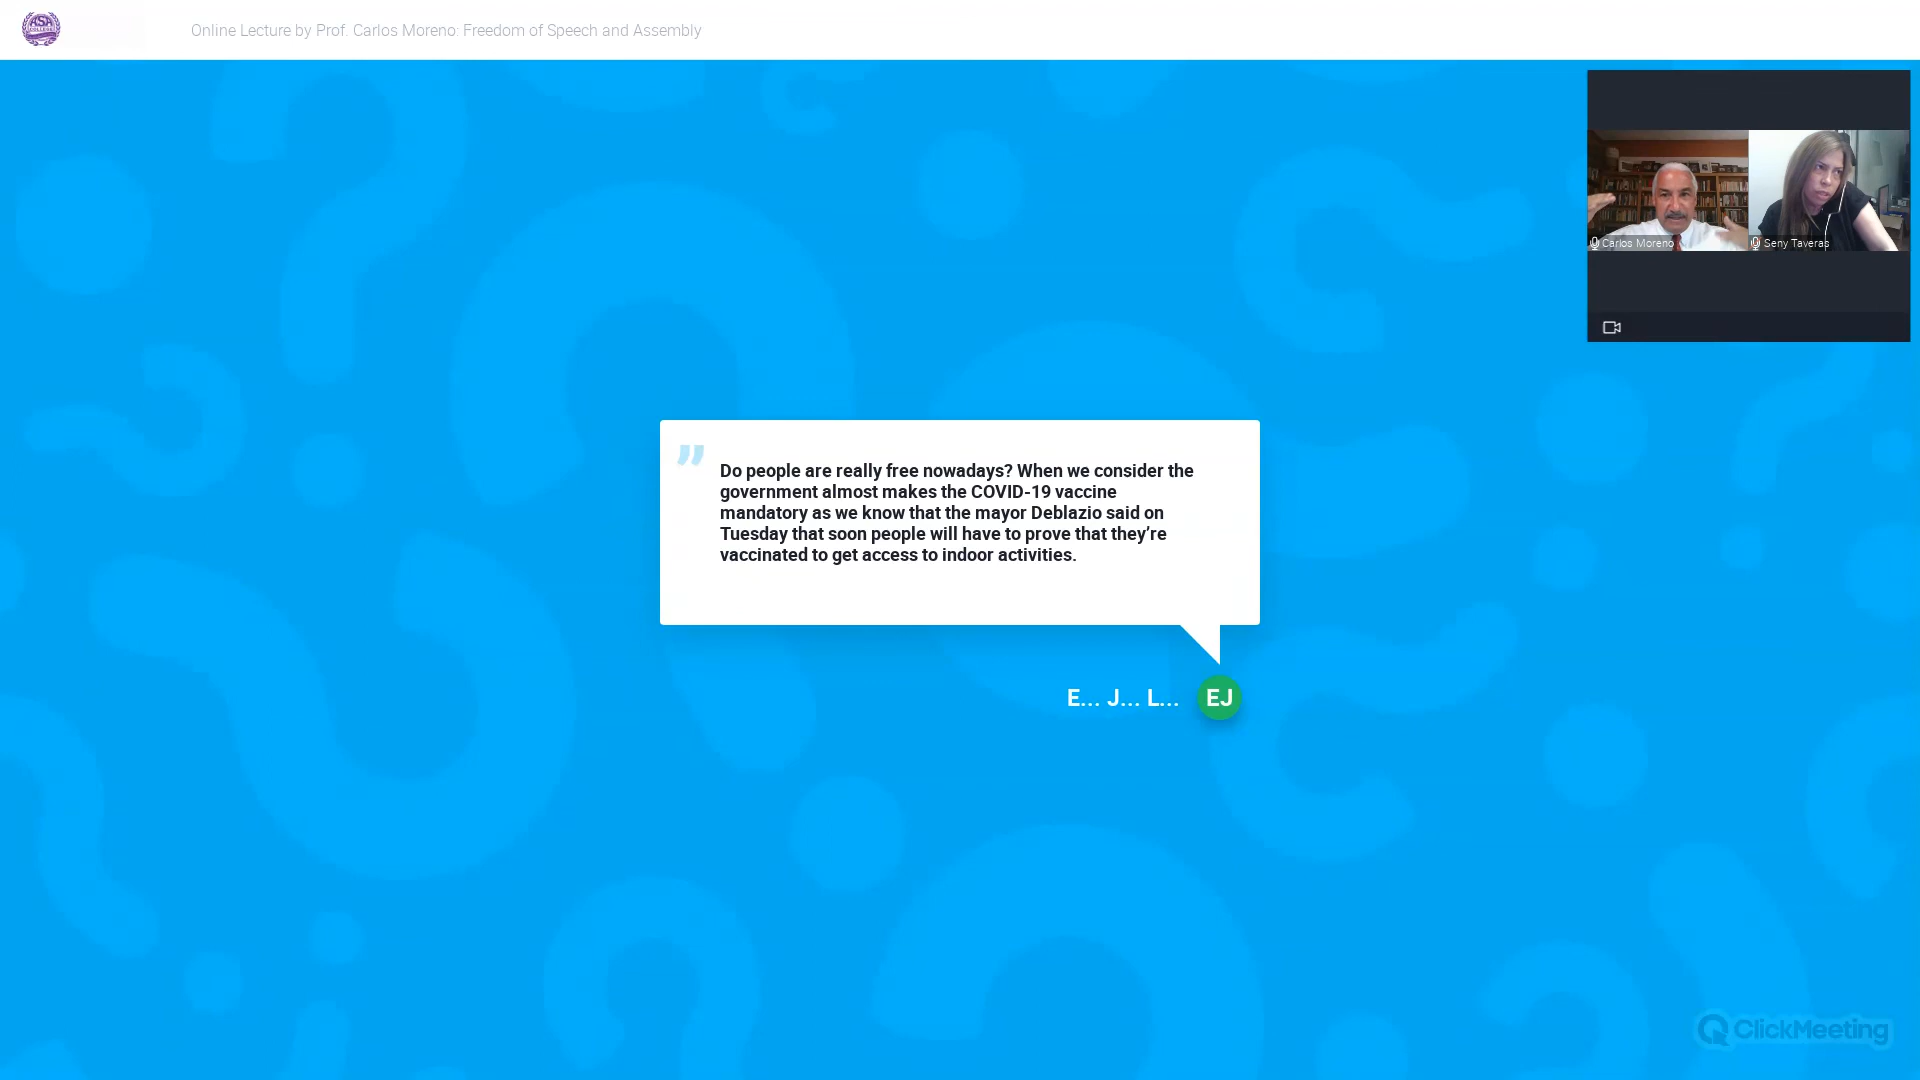 ASA
COLLEGE
Online Lecture by Prof. Carlos Moreno: Freedom of Speech and Assembly
Carlos Moreno
Seny Taveras
”
Do people are really free nowadays? When we consider the
government almost makes the COVID-19 vaccine
mandatory as we know that the mayor Deblazio said on
Tuesday that soon people will have to prove that they’re
vaccinated to get access to indoor activities.
E... J... L...
EJ
ClickMeeting